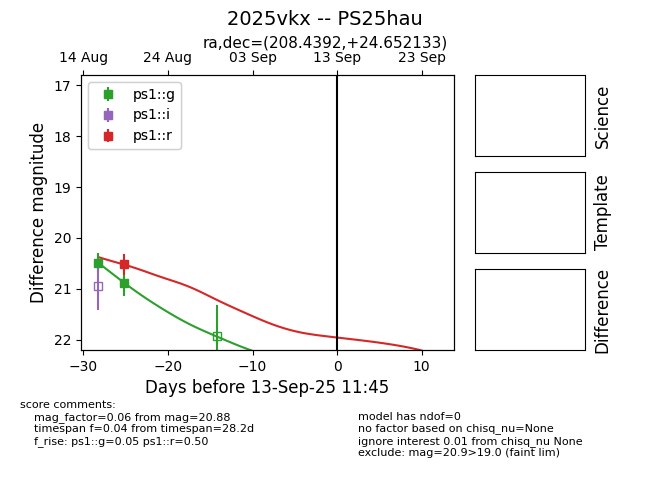 2025vkx -- PS25hau
ra,dec=(208.4392,+24.652133)
14 Aug 24 Aug 03 Sep 13 Sep 23 Sep
ps1::g
ps1::i
ps1::r
17
18
19
20
21
22
Difference magnitude
−30 −20 −10 0 10
Days before 13-Sep-25 11:45
Science
Template
Difference
score comments:
mag_factor=0.06 from mag=20.88
timespan f=0.04 from timespan=28.2d
f_rise: ps1::g=0.05 ps1::r=0.50
model has ndof=0
no factor based on chisq_nu=None
ignore interest 0.01 from chisq_nu None
exclude: mag=20.9>19.0 (faint lim)